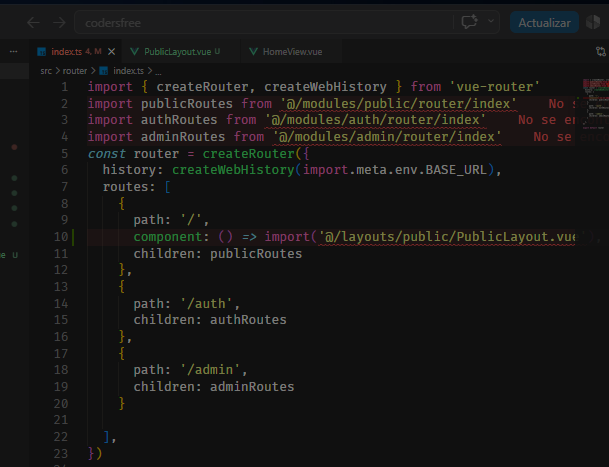 codersfree
Actualizar
index.ts 4, M
PublicLayout.vue U
HomeView.vue
src > router > index.ts > ...
1 import { createRouter, createWebHistory } from 'vue-router'
2 import publicRoutes from '@/modules/public/router/index' No s
3 import authRoutes from '@/modules/auth/router/index' No se en
4 import adminRoutes from '@/modules/admin/router/index' No se
5 const router = createRouter({
6 history: createWebHistory(import.meta.env.BASE_URL),
7 routes: [
8 {
9 path: '/',
10 component: () => import('@/layouts/public/PublicLayout.vue'),
e U
11 children: publicRoutes
12 },
13 {
14 path: '/auth',
15 children: authRoutes
16 },
17 {
18 path: '/admin',
19 children: adminRoutes
20 }
21
22 ],
23 })